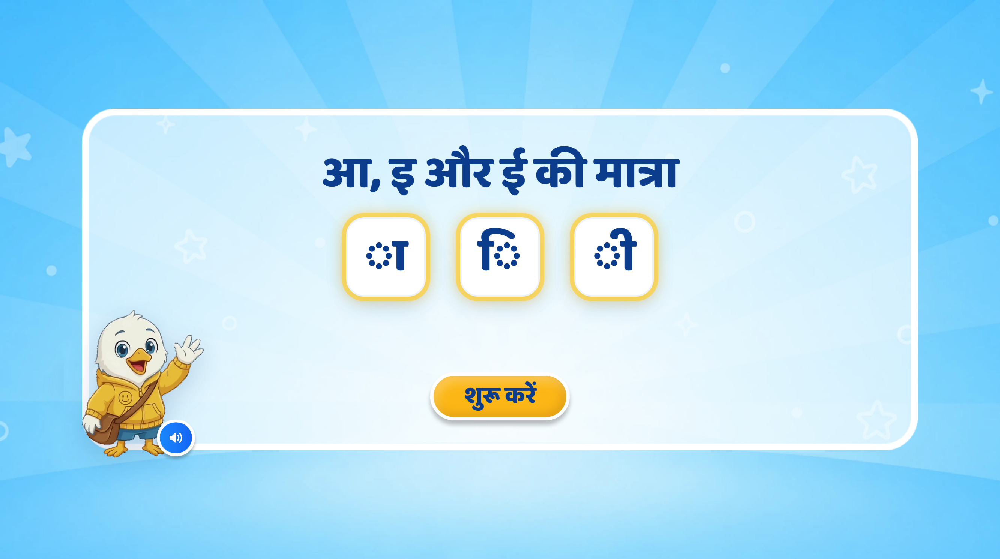 आ, इ और ई की मात्रा
ा ि ी
शुरू करें